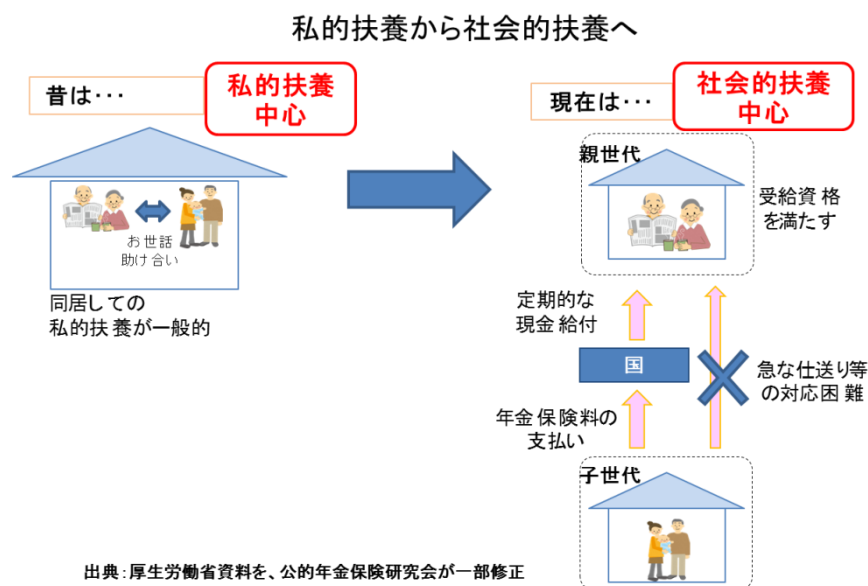 私的扶養から社会的扶養へ
昔は・・・
私的扶養
中心
お世話
助け合い
同居しての
私的扶養が一般的
現在は・・・
社会的扶養
中心
親世代
受給資格
を満たす
定期的な
現金給付
国
急な仕送り等
の対応困難
年金保険料の
支払い
子世代
出典：厚生労働省資料を、公的年金保険研究会が一部修正